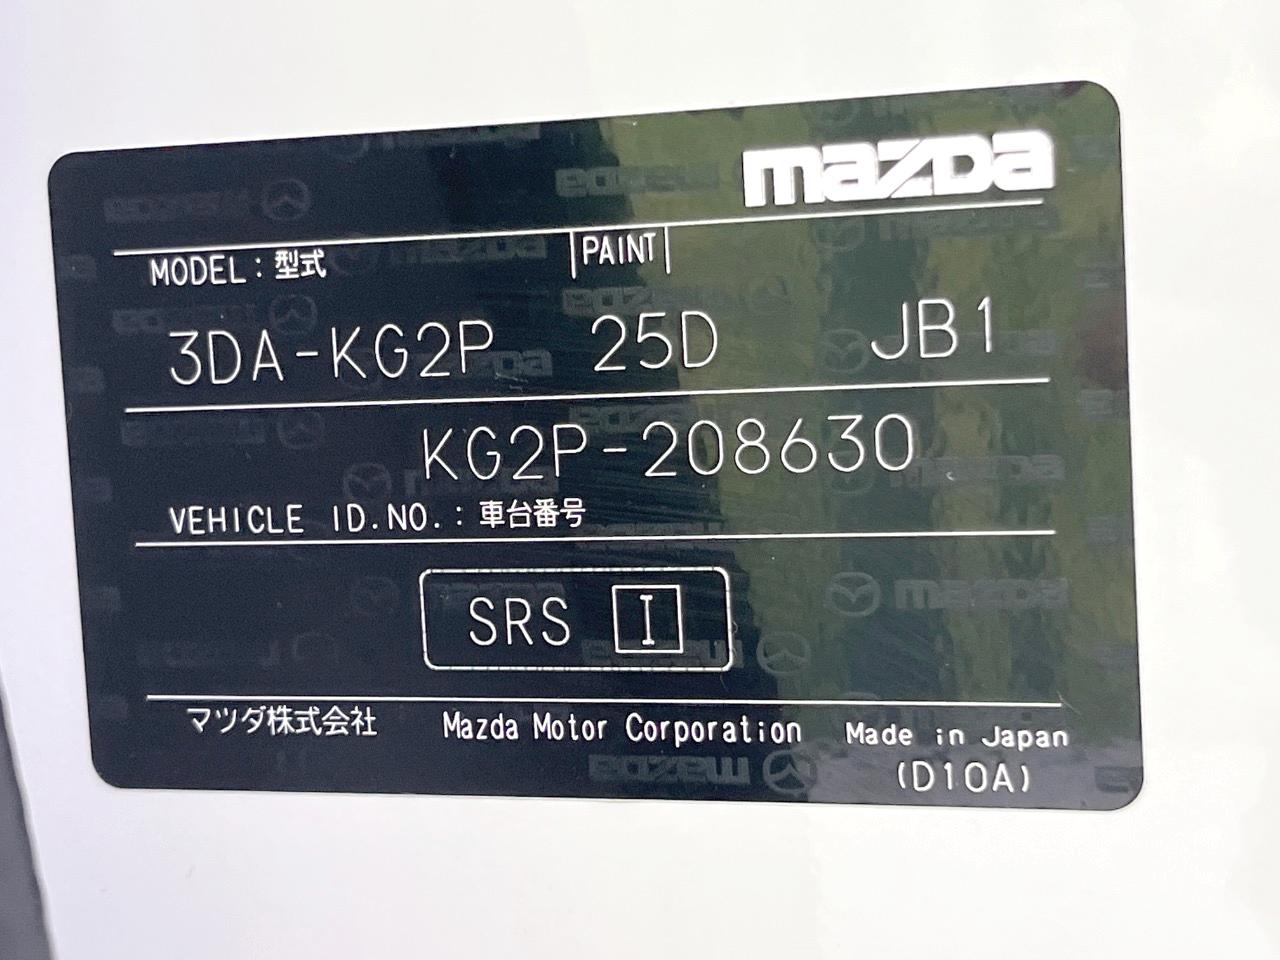 mazda
MODEL：型式 PAINT
3DA-KG2P 25D JB1
KG2P-208630
VEHICLE ID.NO.：車台番号
SRS I
マツダ株式会社 Mazda Motor Corporation Made in Japan
(D10A)